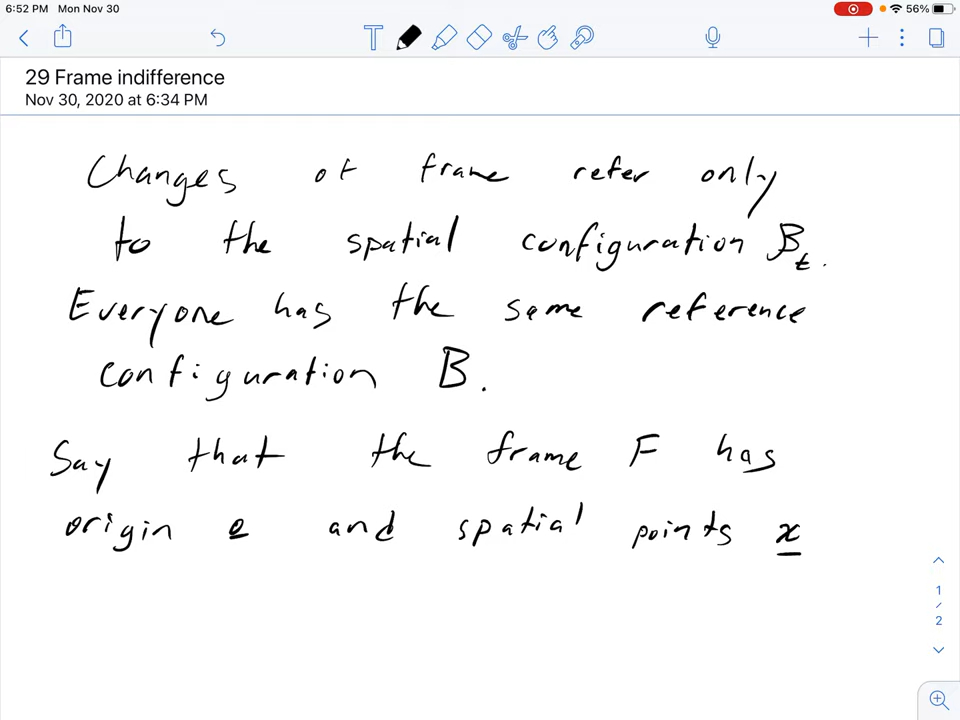 6:52 PM Mon Nov 30
56%
T
29 Frame indifference
Nov 30, 2020 at 6:34 PM
Changes of frame refer only
to the spatial configuration B_t.
Everyone has the same reference
configuration B.
Say that the frame F has
origin o and spatial points x
1
/
2